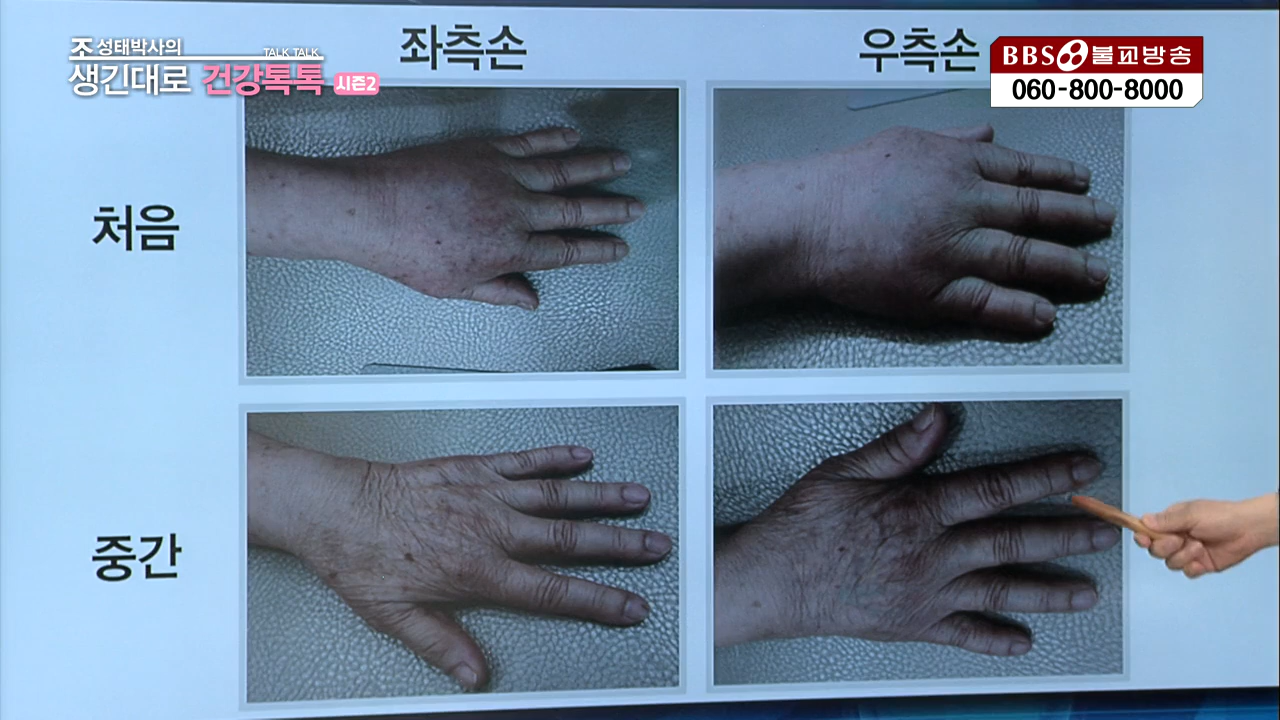 조성태박사의
TALK TALK
생긴대로 건강톡톡 시즌2
좌측손
우측손
BBS 불교방송
060-800-8000
처음
중간